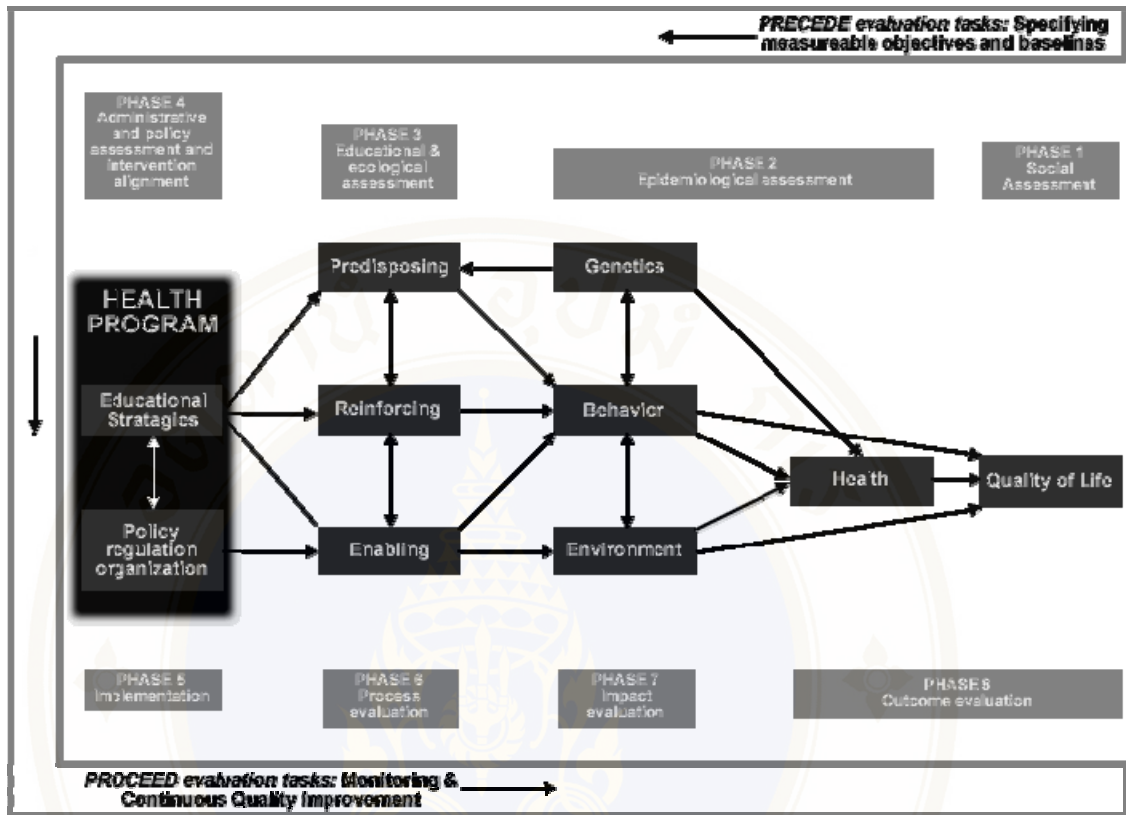 PRECEDE evaluation tasks: Specifying
measureable objectives and baselines
PHASE 4
Administrative
and policy
assessment and
intervention
alignment
PHASE 3
Educational &
ecological
assessment
PHASE 2
Epidemiological assessment
PHASE 1
Social
Assessment
HEALTH
PROGRAM
Educational
Stratagies
Policy
regulation
organization
Predisposing
Reinforcing
Enabling
Genetics
Behavior
Environment
Health
Quality of Life
PHASE 5
Implementation
PHASE 6
Process
evaluation
PHASE 7
Impact
evaluation
PHASE 8
Outcome evaluation
PROCEED evaluation tasks: Monitoring &
Continuous Quality Improvement